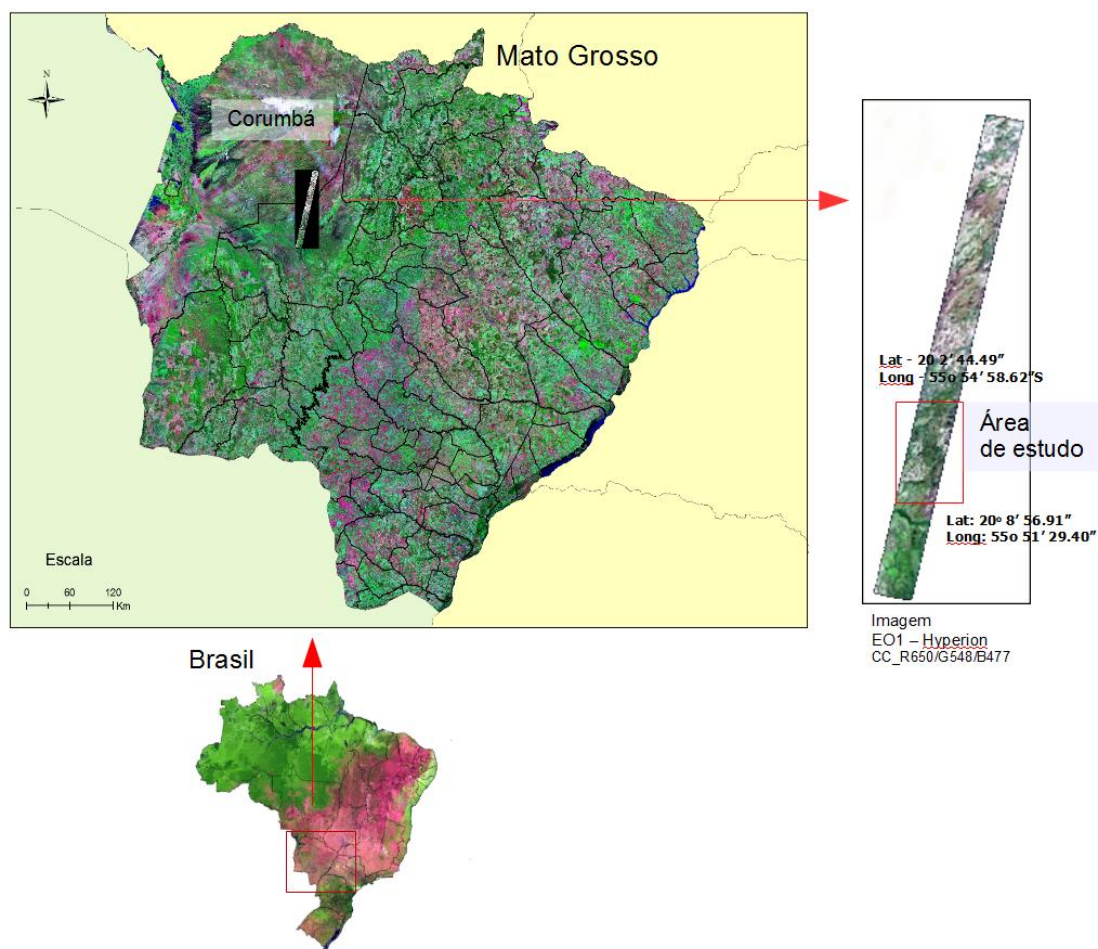 Mato Grosso
N
Corumbá
Lat - 20 2' 44.49"
Long - 55o 54' 58.62"S
Área
de estudo
Lat: 20º 8' 56.91"
Long: 55o 51' 29.40"
Escala
120 60 0 120
Km
Imagem
EO1 – Hyperion
CC_R650/G548/B477
Brasil